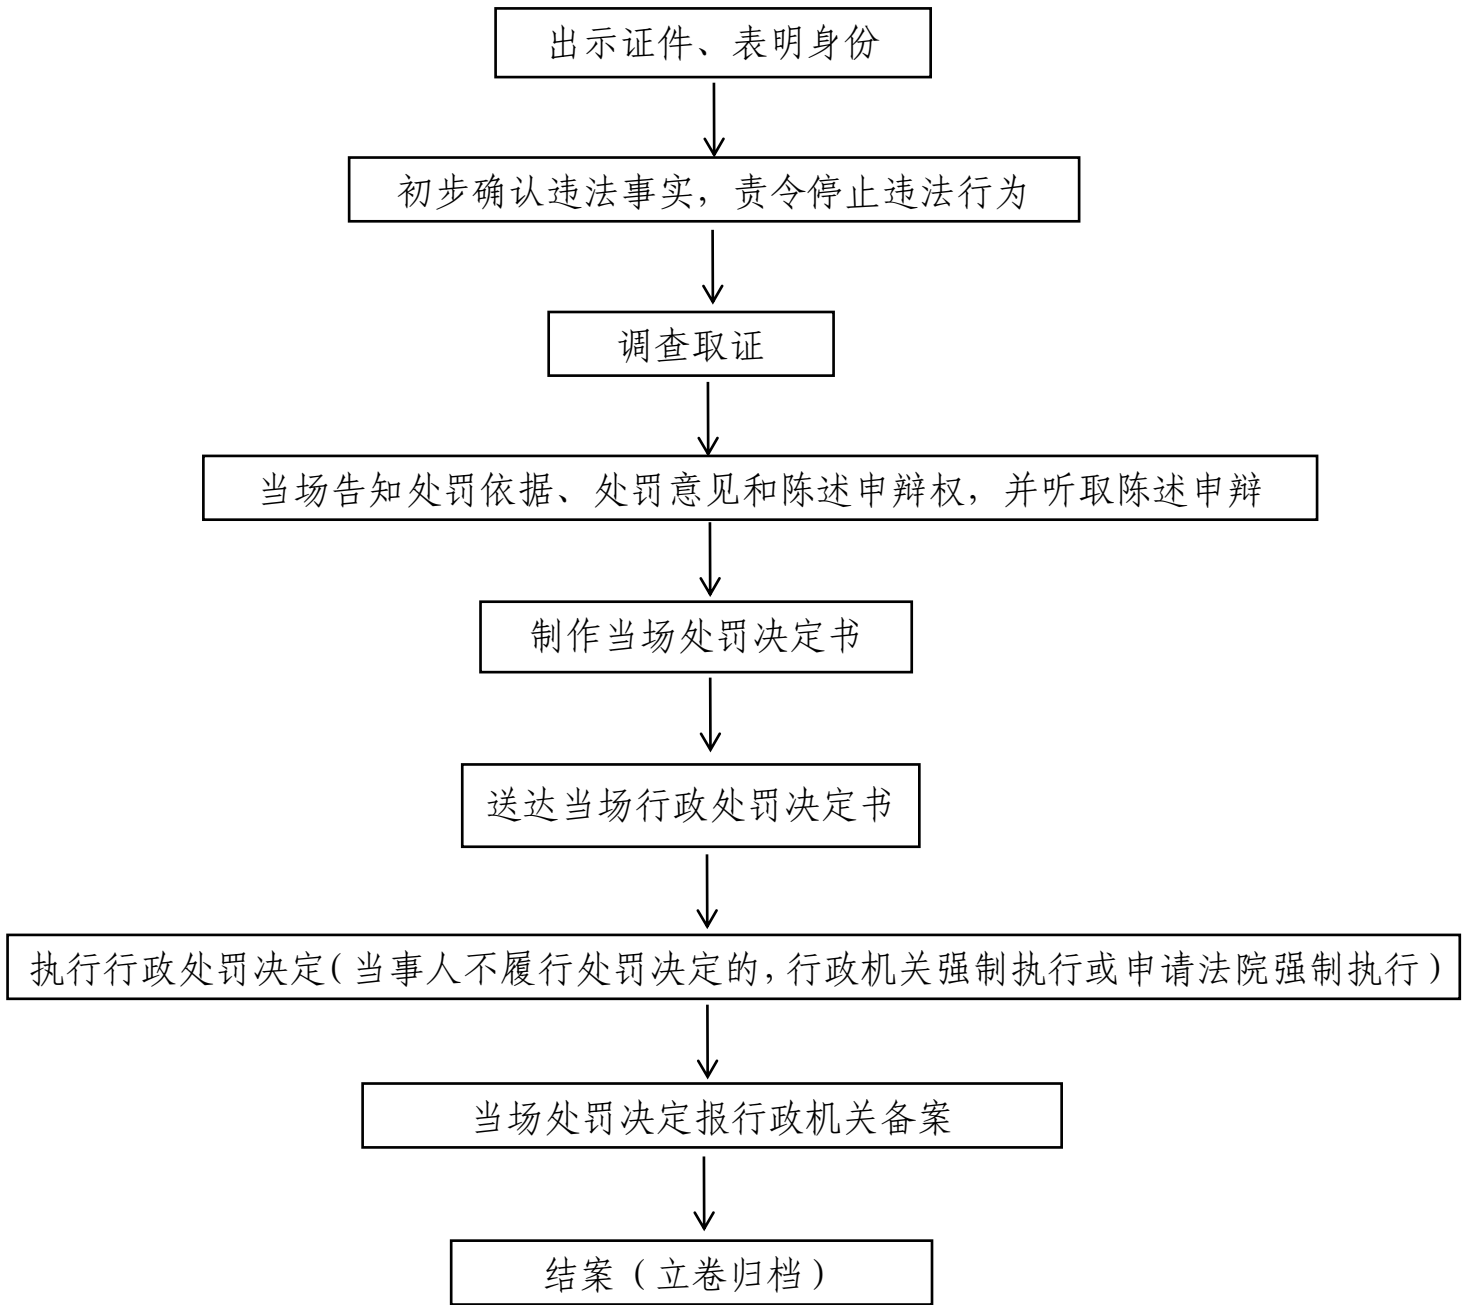 出示证件、表明身份
初步确认违法事实，责令停止违法行为
调查取证
当场告知处罚依据、处罚意见和陈述申辩权，并听取陈述申辩
制作当场处罚决定书
送达当场行政处罚决定书
执行行政处罚决定（当事人不履行处罚决定的，行政机关强制执行或申请法院强制执行）
当场处罚决定报行政机关备案
结案（立卷归档）